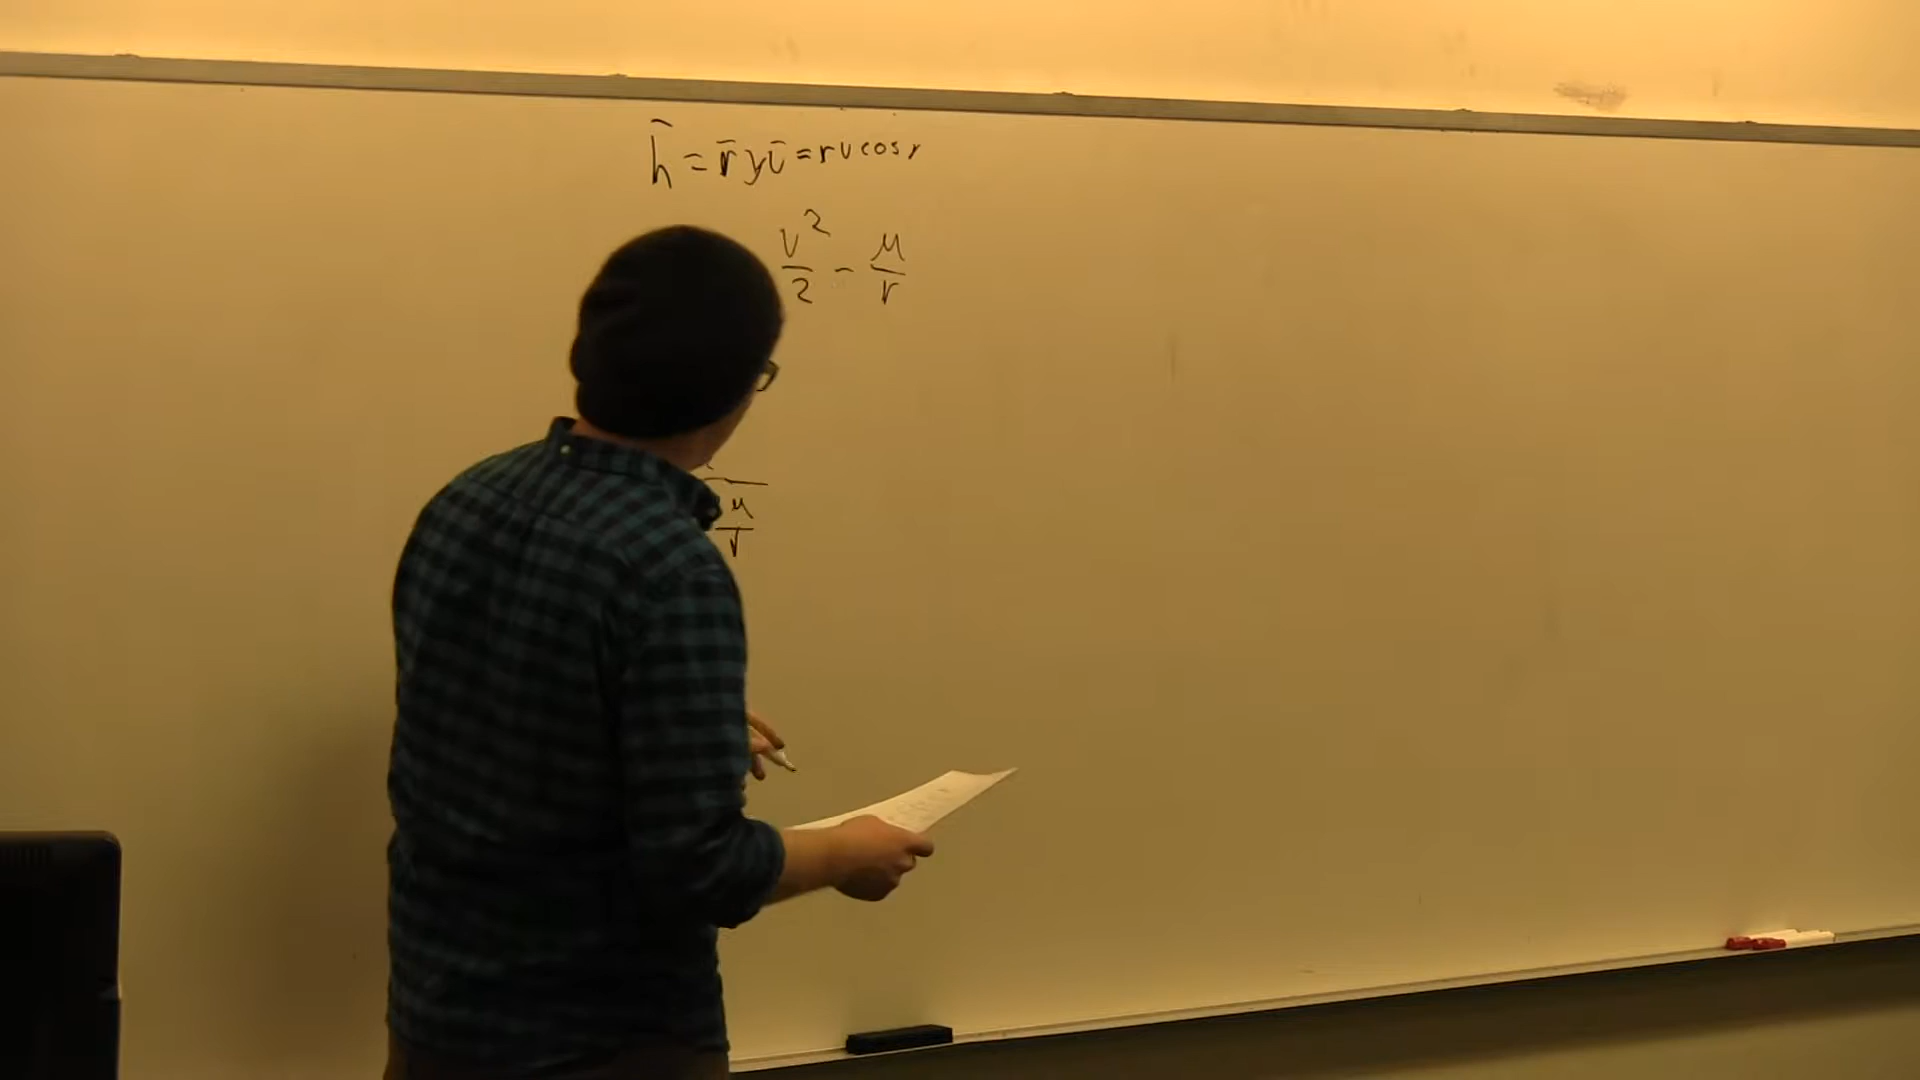 h̄ = r̄ x v̄ = r v cos γ
v²/2 - μ/r
μ/r